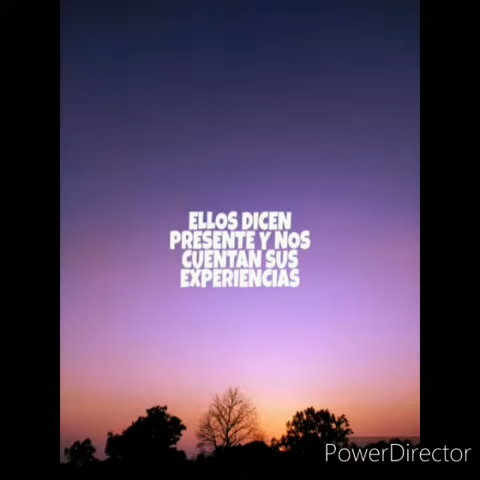 ELLOS DICEN
PRESENTE Y NOS
CUENTAN SUS
EXPERIENCIAS
PowerDirector